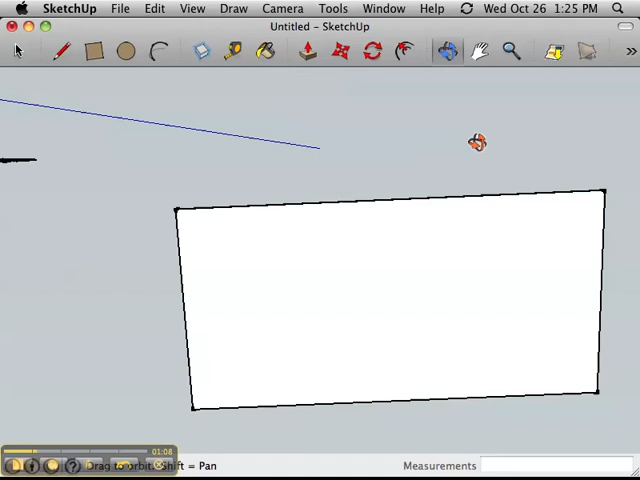 SketchUp File Edit View Draw Camera Tools Window Help Wed Oct 26 1:25 PM
Untitled - SketchUp
01:08
Drag to orbit. Shift = Pan Measurements